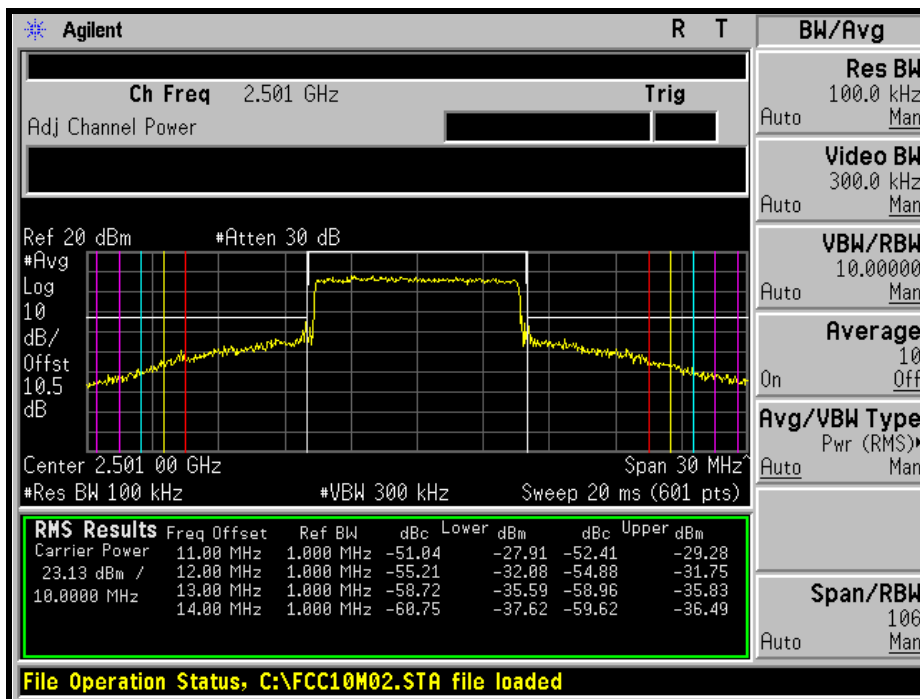 Agilent R T
Ch Freq 2.501 GHz Trig
Adj Channel Power
Ref 20 dBm #Atten 30 dB
#Avg
Log
10
dB/
Offst
10.5
dB
Center 2.501 00 GHz Span 30 MHz^
#Res BW 100 kHz #VBW 300 kHz Sweep 20 ms (601 pts)
RMS Results Freq Offset Ref BW dBc Lower dBm dBc Upper dBm
Carrier Power 11.00 MHz 1.000 MHz -51.04 -27.91 -52.41 -29.28
23.13 dBm / 12.00 MHz 1.000 MHz -55.21 -32.08 -54.88 -31.75
10.0000 MHz 13.00 MHz 1.000 MHz -58.72 -35.59 -58.96 -35.83
14.00 MHz 1.000 MHz -60.75 -37.62 -59.62 -36.49
File Operation Status, C:\FCC10M02.STA file loaded
BW/Avg
Res BW
100.0 kHz
Auto Man
Video BW
300.0 kHz
Auto Man
VBW/RBW
10.00000
Auto Man
Average
10
On Off
Avg/VBW Type
Pwr (RMS)
Auto Man
Span/RBW
106
Auto Man